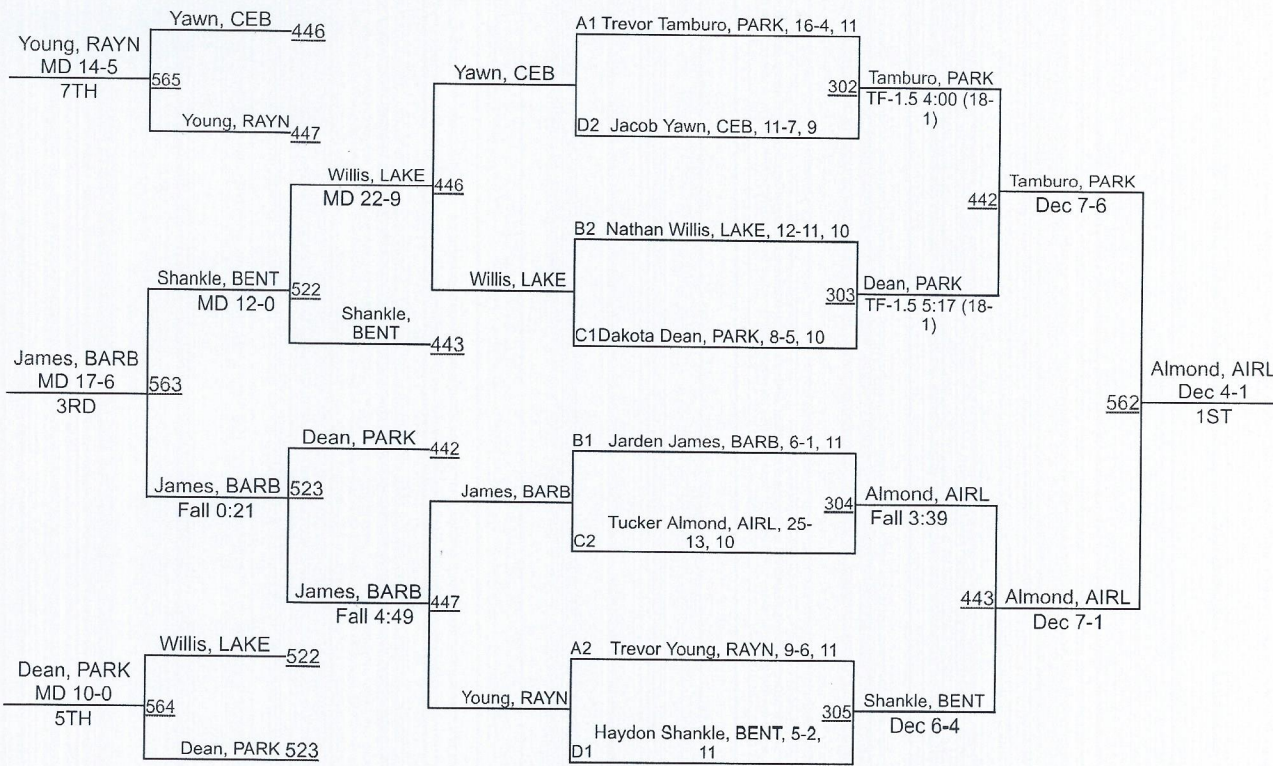 Yawn, CEB
446
Young, RAYN
MD 14-5
7TH
565
Young, RAYN
447
A1 Trevor Tamburo, PARK, 16-4, 11
Yawn, CEB
302
Tamburo, PARK
TF-1.5 4:00 (18-
1)
D2 Jacob Yawn, CEB, 11-7, 9
Willis, LAKE
MD 22-9
446
442
Tamburo, PARK
Dec 7-6
B2 Nathan Willis, LAKE, 12-11, 10
Shankle, BENT
MD 12-0
522
Willis, LAKE
303
Dean, PARK
TF-1.5 5:17 (18-
1)
Shankle,
BENT
443
C1 Dakota Dean, PARK, 8-5, 10
James, BARB
MD 17-6
3RD
563
562
Almond, AIRL
Dec 4-1
1ST
Dean, PARK
442
B1 Jarden James, BARB, 6-1, 11
James, BARB
Fall 0:21
523
James, BARB
304
Almond, AIRL
Fall 3:39
Tucker Almond, AIRL, 25-
13, 10
C2
James, BARB
Fall 4:49
447
443
Almond, AIRL
Dec 7-1
Willis, LAKE
522
A2 Trevor Young, RAYN, 9-6, 11
Dean, PARK
MD 10-0
5TH
564
Young, RAYN
305
Shankle, BENT
Dec 6-4
Dean, PARK 523
Haydon Shankle, BENT, 5-2,
11
D1